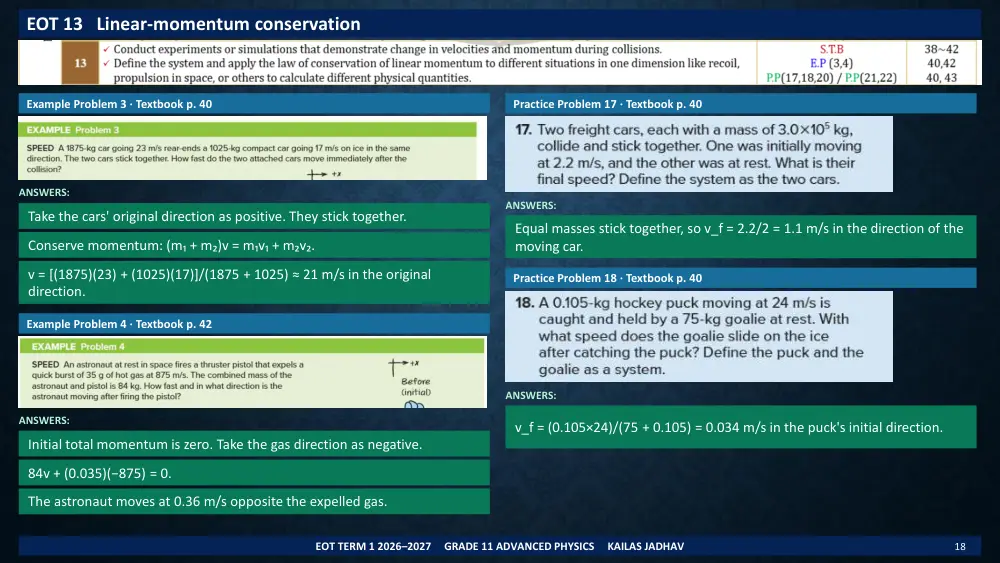 EOT 13 Linear-momentum conservation
13
✓ Conduct experiments or simulations that demonstrate change in velocities and momentum during collisions.
✓ Define the system and apply the law of conservation of linear momentum to different situations in one dimension like recoil,
propulsion in space, or others to calculate different physical quantities.
S.T.B
E.P (3,4)
P.P(17,18,20) / P.P(21,22)
38~42
40,42
40, 43
Example Problem 3 · Textbook p. 40
EXAMPLE Problem 3
SPEED A 1875-kg car going 23 m/s rear-ends a 1025-kg compact car going 17 m/s on ice in the same
direction. The two cars stick together. How fast do the two attached cars move immediately after the
collision?
+x
ANSWERS:
Take the cars' original direction as positive. They stick together.
Conserve momentum: (m₁ + m₂)v = m₁v₁ + m₂v₂.
v = [(1875)(23) + (1025)(17)]/(1875 + 1025) ≈ 21 m/s in the original
direction.
Example Problem 4 · Textbook p. 42
EXAMPLE Problem 4
SPEED An astronaut at rest in space fires a thruster pistol that expels a
quick burst of 35 g of hot gas at 875 m/s. The combined mass of the
astronaut and pistol is 84 kg. How fast and in what direction is the
astronaut moving after firing the pistol?
+x
Before
(initial)
ANSWERS:
Initial total momentum is zero. Take the gas direction as negative.
84v + (0.035)(−875) = 0.
The astronaut moves at 0.36 m/s opposite the expelled gas.
Practice Problem 17 · Textbook p. 40
17. Two freight cars, each with a mass of 3.0×10⁵ kg,
collide and stick together. One was initially moving
at 2.2 m/s, and the other was at rest. What is their
final speed? Define the system as the two cars.
ANSWERS:
Equal masses stick together, so v_f = 2.2/2 = 1.1 m/s in the direction of the
moving car.
Practice Problem 18 · Textbook p. 40
18. A 0.105-kg hockey puck moving at 24 m/s is
caught and held by a 75-kg goalie at rest. With
what speed does the goalie slide on the ice
after catching the puck? Define the puck and the
goalie as a system.
ANSWERS:
v_f = (0.105×24)/(75 + 0.105) = 0.034 m/s in the puck's initial direction.
EOT TERM 1 2026–2027 GRADE 11 ADVANCED PHYSICS KAILAS JADHAV
18